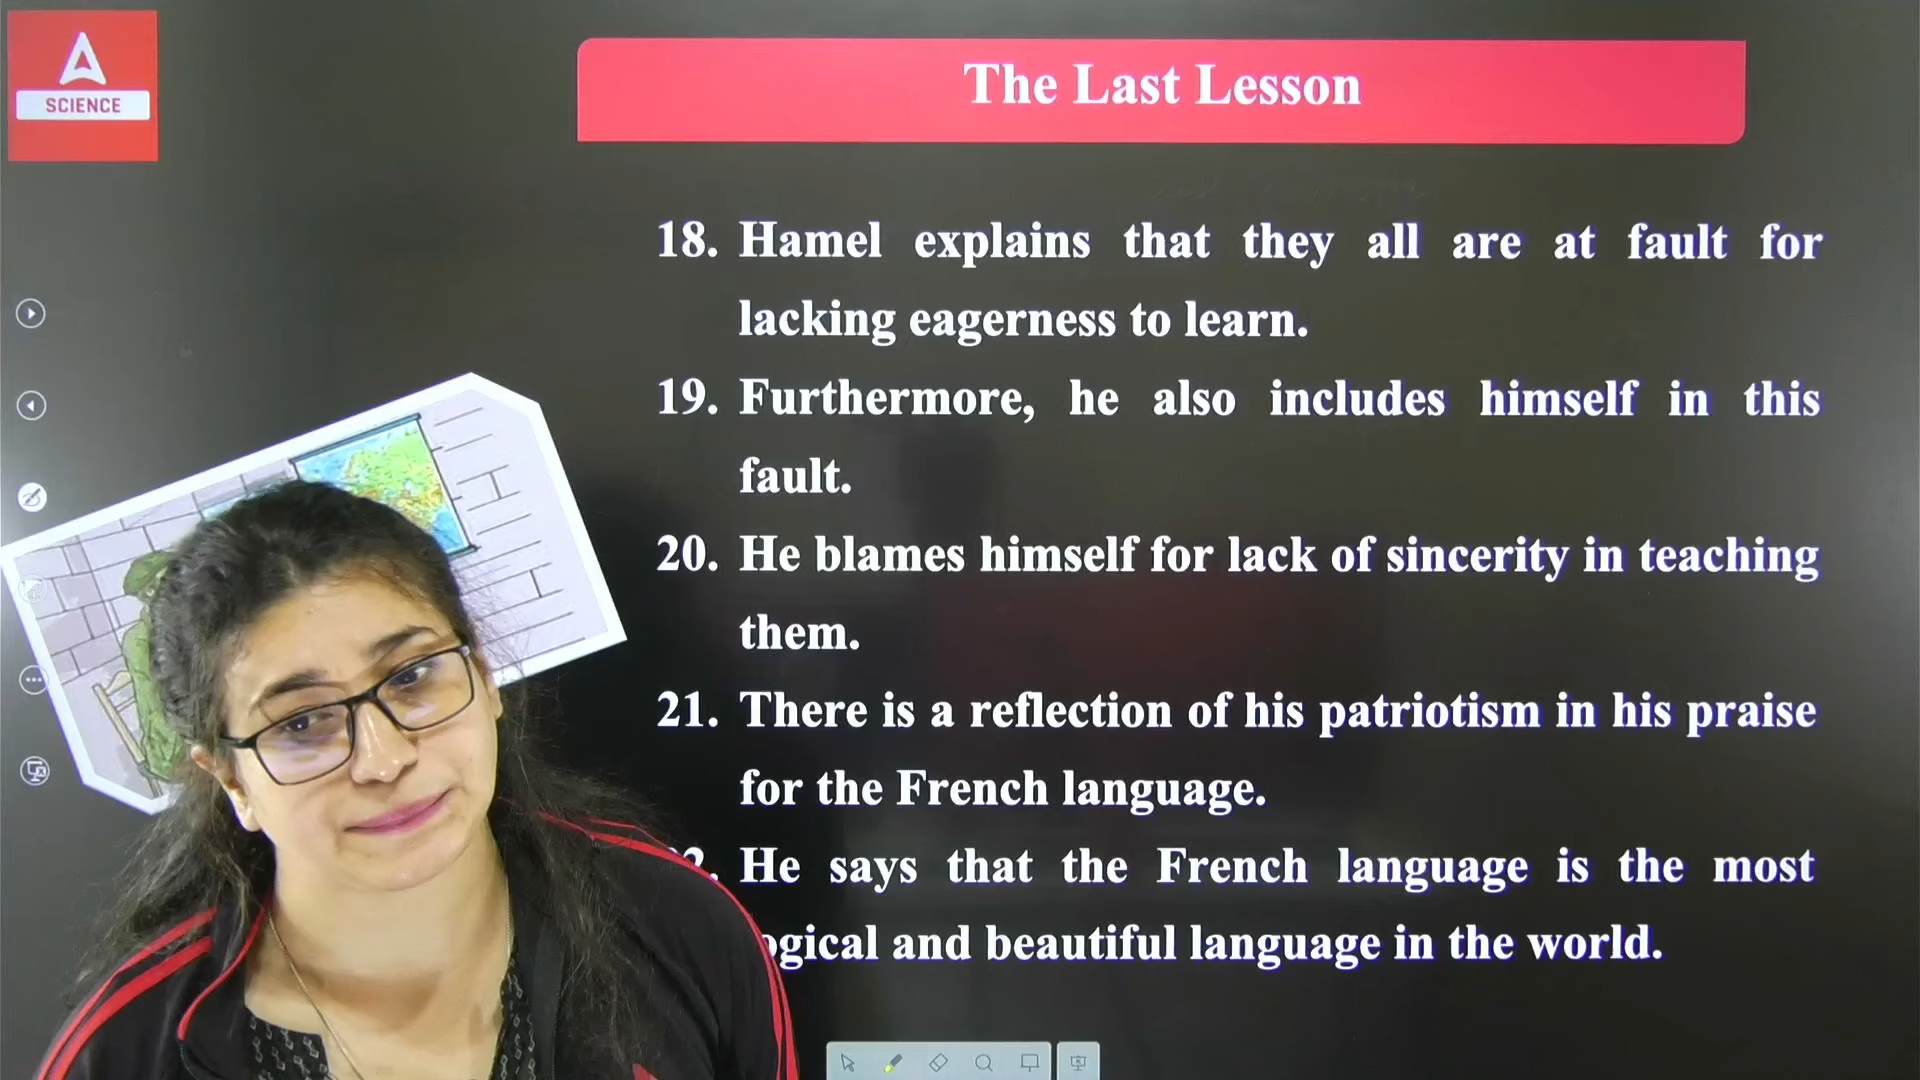 SCIENCE
The Last Lesson
18. Hamel explains that they all are at fault for
lacking eagerness to learn.
19. Furthermore, he also includes himself in this
fault.
20. He blames himself for lack of sincerity in teaching
them.
21. There is a reflection of his patriotism in his praise
for the French language.
He says that the French language is the most
and beautiful language in the world.